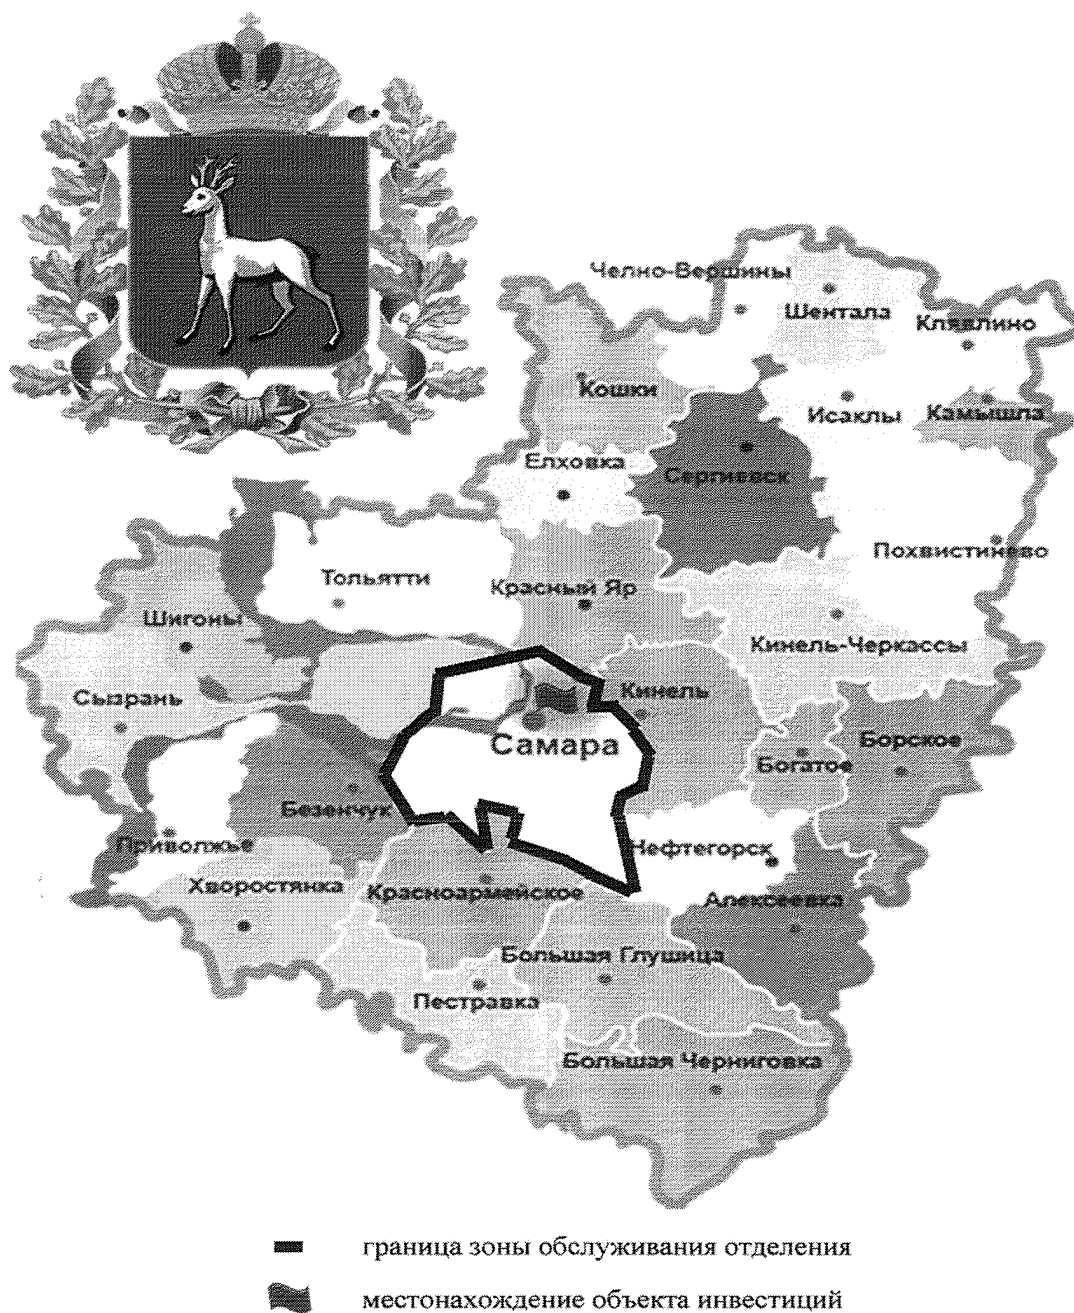 Челно-Вершины
Шентала
Клявлино
Кошки
Исаклы
Камышла
Елховка
Сергиевск
Похвистинево
Тольятти
Красный Яр
Шигоны
Кинель-Черкассы
Сызрань
Кинель
Самара
Борское
Богатое
Безенчук
Приволжье
Нефтегорск
Хворостянка
Красноармейское
Алексеевка
Большая Глушица
Пестравка
Большая Черниговка
граница зоны обслуживания отделения
местонахождение объекта инвестиций